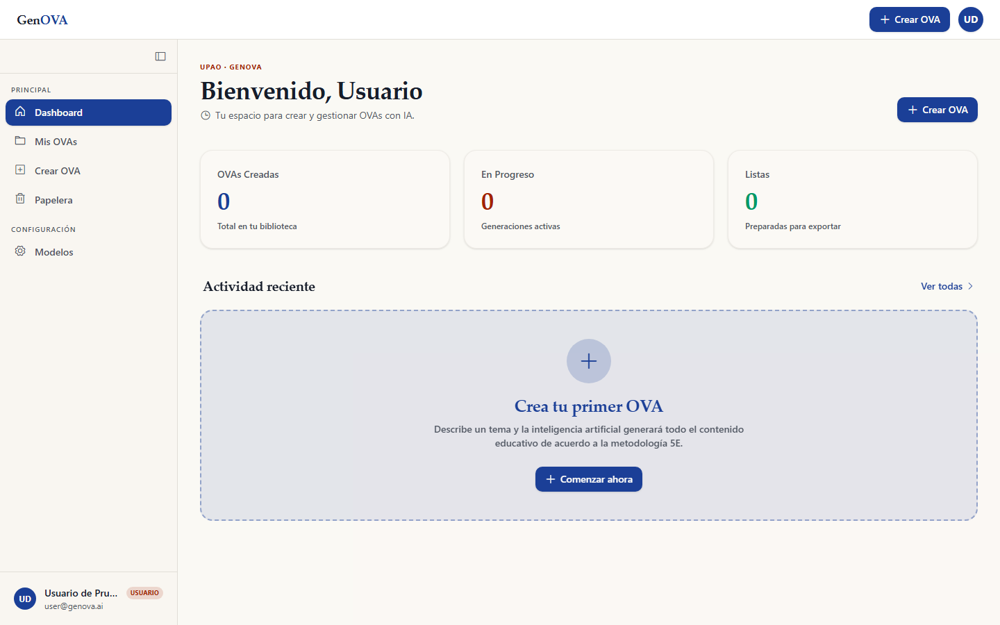 GenOVA
Crear OVA
UD
PRINCIPAL
Dashboard
Mis OVAs
Crear OVA
Papelera
CONFIGURACIÓN
Modelos
UPAO · GENOVA
Bienvenido, Usuario
Tu espacio para crear y gestionar OVAs con IA.
Crear OVA
OVAs Creadas
0
Total en tu biblioteca
En Progreso
0
Generaciones activas
Listas
0
Preparadas para exportar
Actividad reciente
Ver todas
Crea tu primer OVA
Describe un tema y la inteligencia artificial generará todo el contenido
educativo de acuerdo a la metodología 5E.
Comenzar ahora
UD
Usuario de Pru...
USUARIO
user@genova.ai